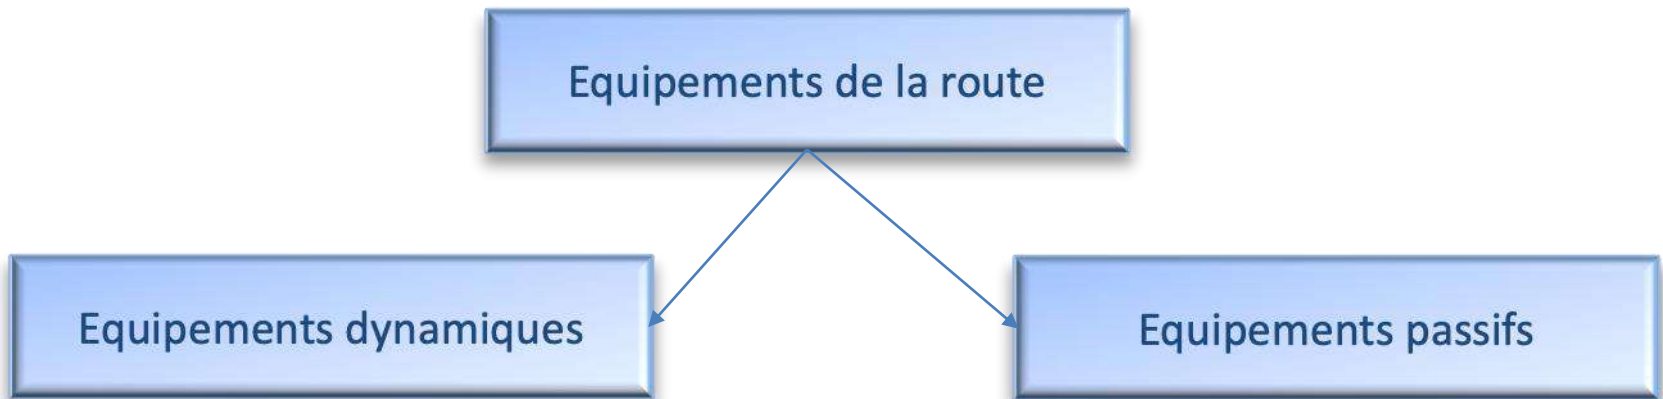 Equipements de la route
Equipements dynamiques
Equipements passifs